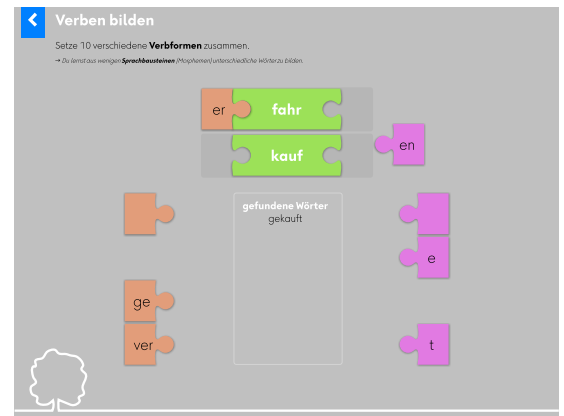 Verben bilden
Setze 10 verschiedene Verbformen zusammen.
→ Du lernst aus wenigen Sprachbausteinen (Morphemen) unterschiedliche Wörter zu bilden.
er fahr
kauf en
gefundene Wörter
gekauft
e
ge
ver t